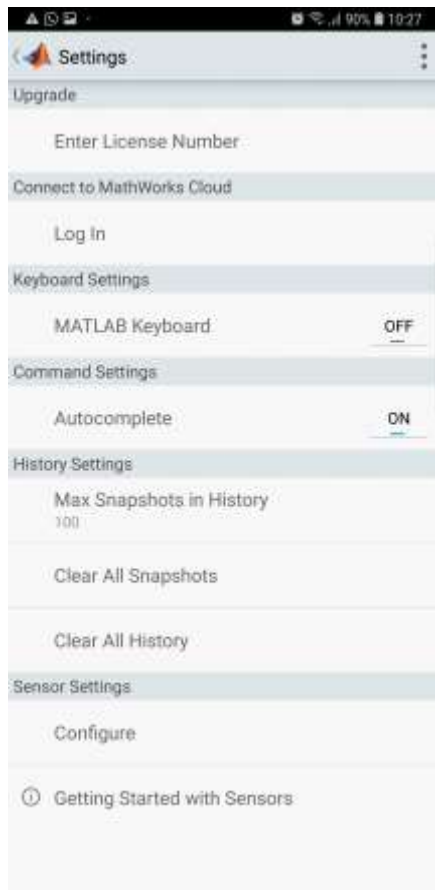 90% 10:27
Settings
Upgrade
Enter License Number
Connect to MathWorks Cloud
Log In
Keyboard Settings
MATLAB Keyboard OFF
Command Settings
Autocomplete ON
History Settings
Max Snapshots in History
100
Clear All Snapshots
Clear All History
Sensor Settings
Configure
Getting Started with Sensors